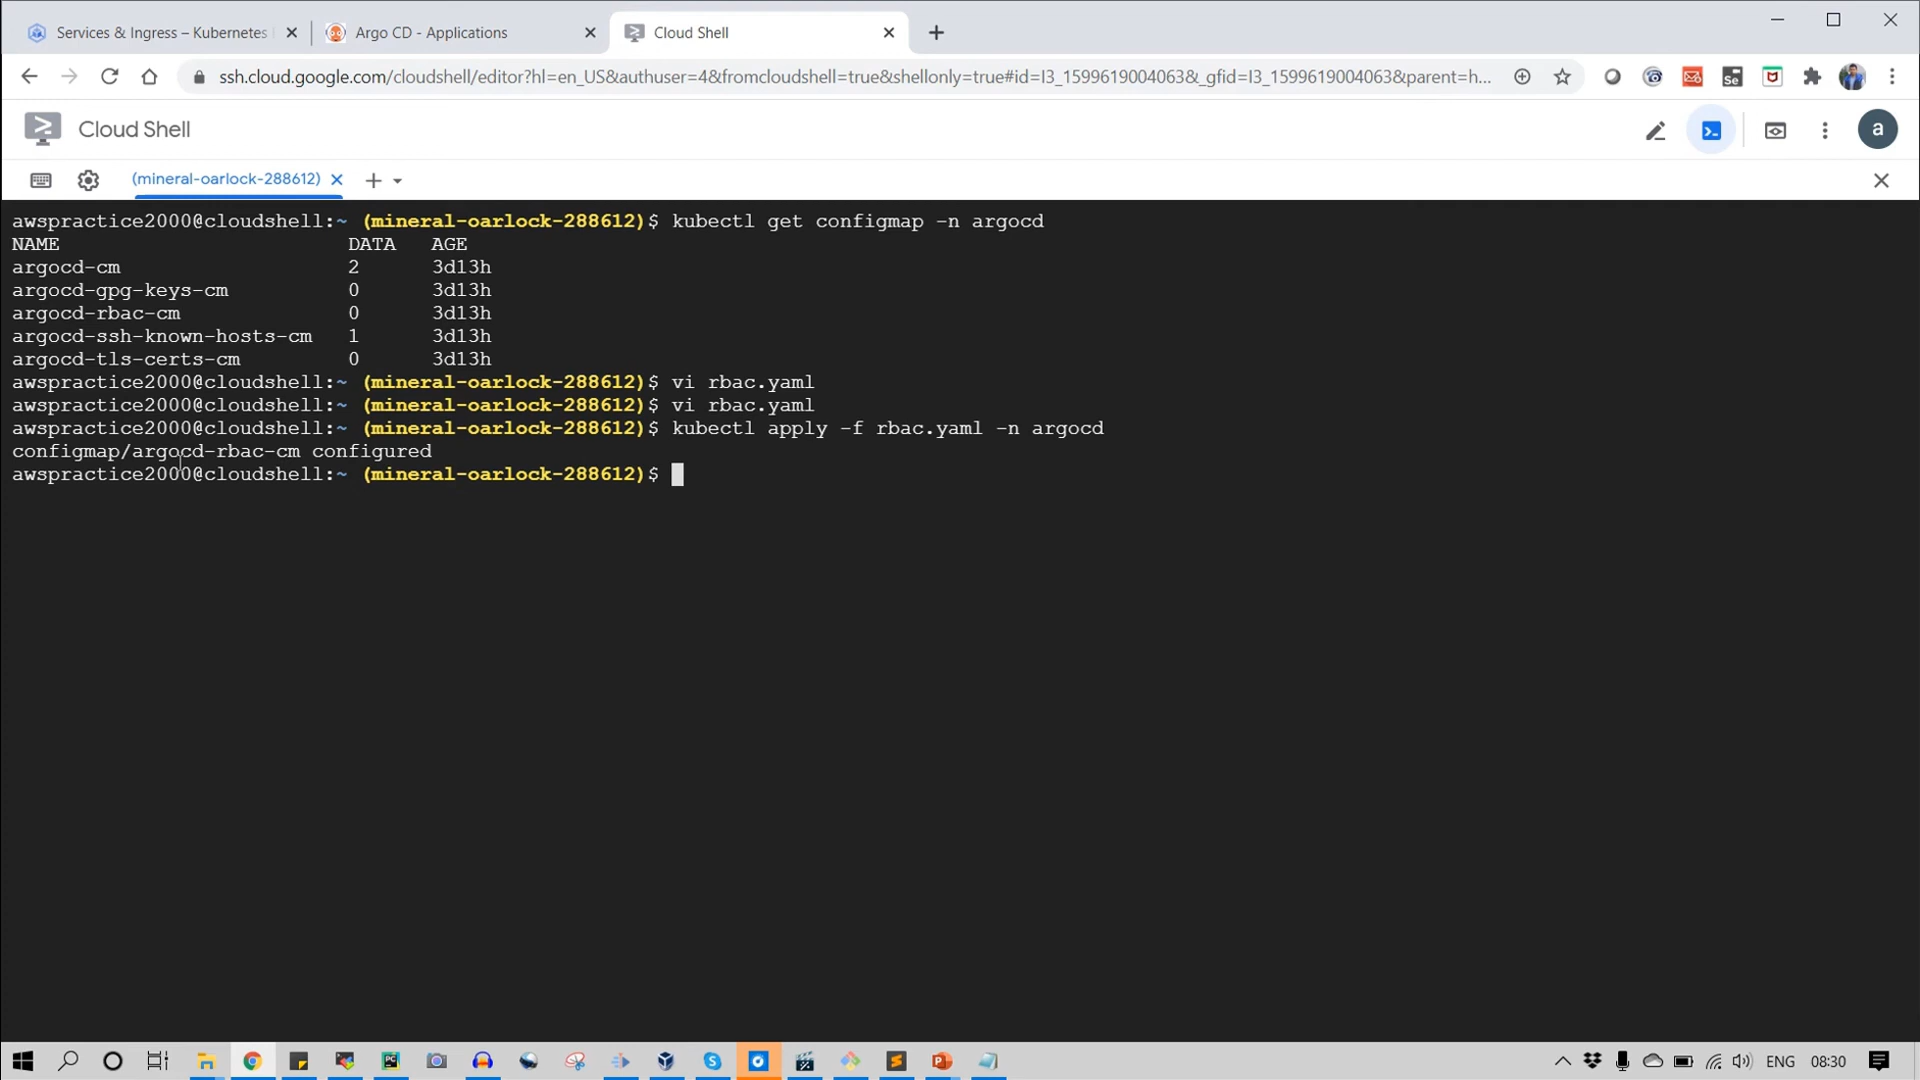 Services & Ingress – Kubernetes
Argo CD - Applications
Cloud Shell
ssh.cloud.google.com/cloudshell/editor?hl=en_US&authuser=4&fromcloudshell=true&shellonly=true#id=I3_1599619004063&_gfid=I3_1599619004063&parent=h...
Cloud Shell
a
(mineral-oarlock-288612)
awspractice2000@cloudshell:~ (mineral-oarlock-288612)$ kubectl get configmap -n argocd
NAME DATA AGE
argocd-cm 2 3d13h
argocd-gpg-keys-cm 0 3d13h
argocd-rbac-cm 0 3d13h
argocd-ssh-known-hosts-cm 1 3d13h
argocd-tls-certs-cm 0 3d13h
awspractice2000@cloudshell:~ (mineral-oarlock-288612)$ vi rbac.yaml
awspractice2000@cloudshell:~ (mineral-oarlock-288612)$ vi rbac.yaml
awspractice2000@cloudshell:~ (mineral-oarlock-288612)$ kubectl apply -f rbac.yaml -n argocd
configmap/argocd-rbac-cm configured
awspractice2000@cloudshell:~ (mineral-oarlock-288612)$
ENG 08:30